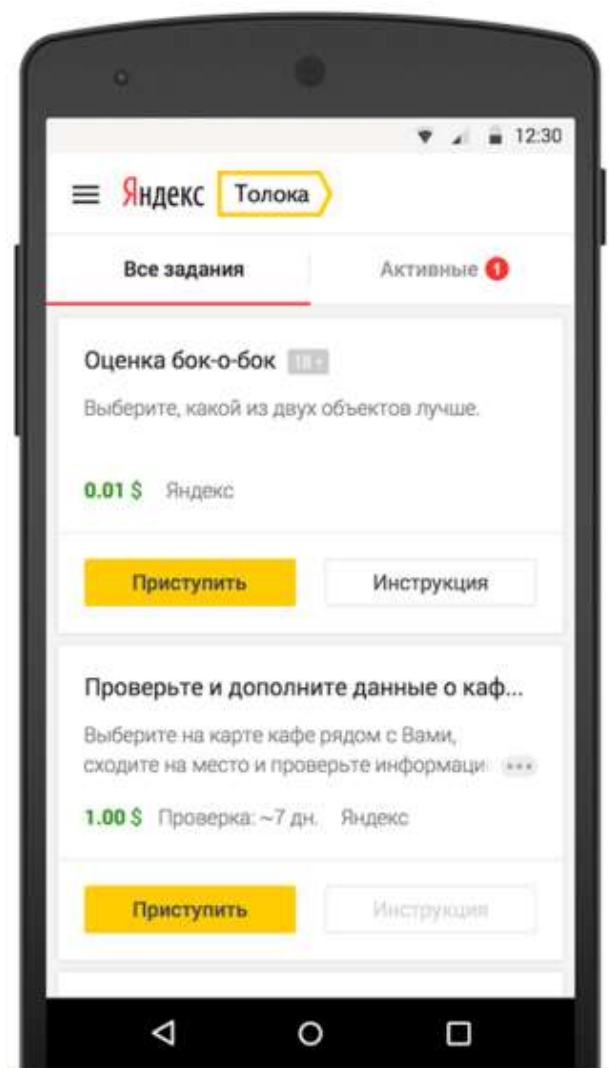 12:30
Яндекс Толока
Все задания Активные 1
Оценка бок-о-бок 18+
Выберите, какой из двух объектов лучше.
0.01 $ Яндекс
Приступить Инструкция
Проверьте и дополните данные о каф...
Выберите на карте кафе рядом с Вами,
сходите на место и проверьте информаци ...
1.00 $ Проверка: ~7 дн. Яндекс
Приступить Инструкция